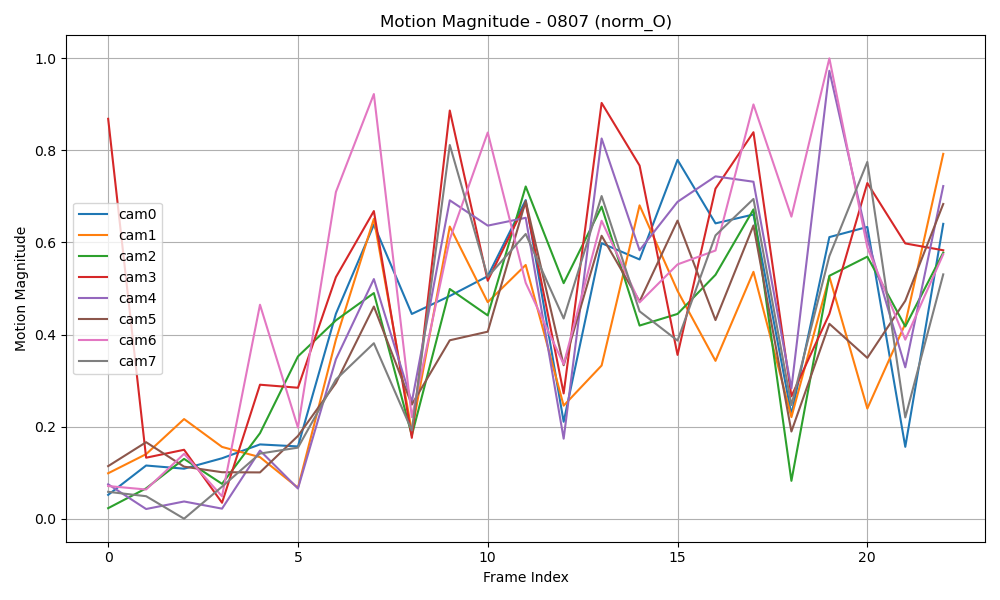 Motion Magnitude - 0807 (norm_O)
1.0
0.8
0.6
0.4
0.2
0.0
Motion Magnitude
cam0
cam1
cam2
cam3
cam4
cam5
cam6
cam7
0 5 10 15 20
Frame Index